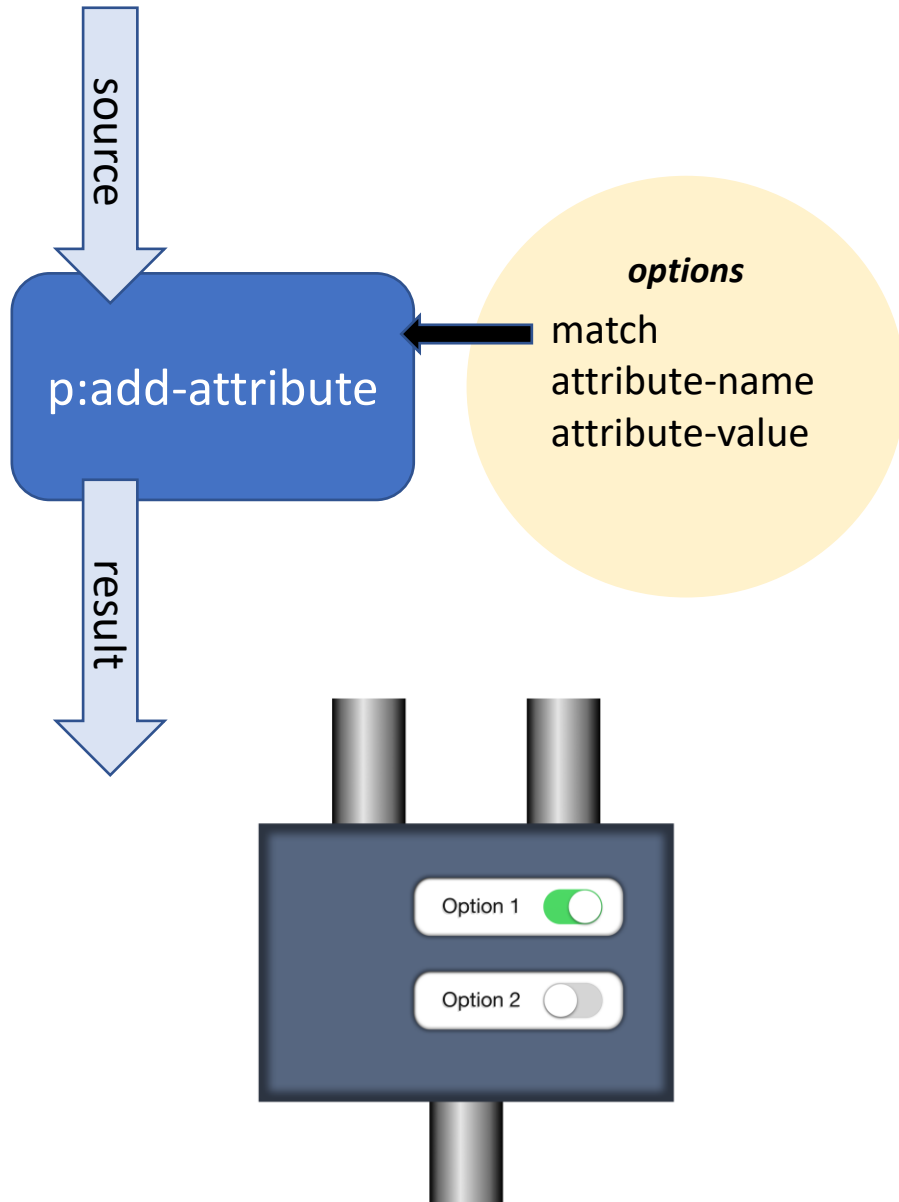 source
options
match
p:add-attribute
attribute-name
attribute-value
result
Option 1
Option 2